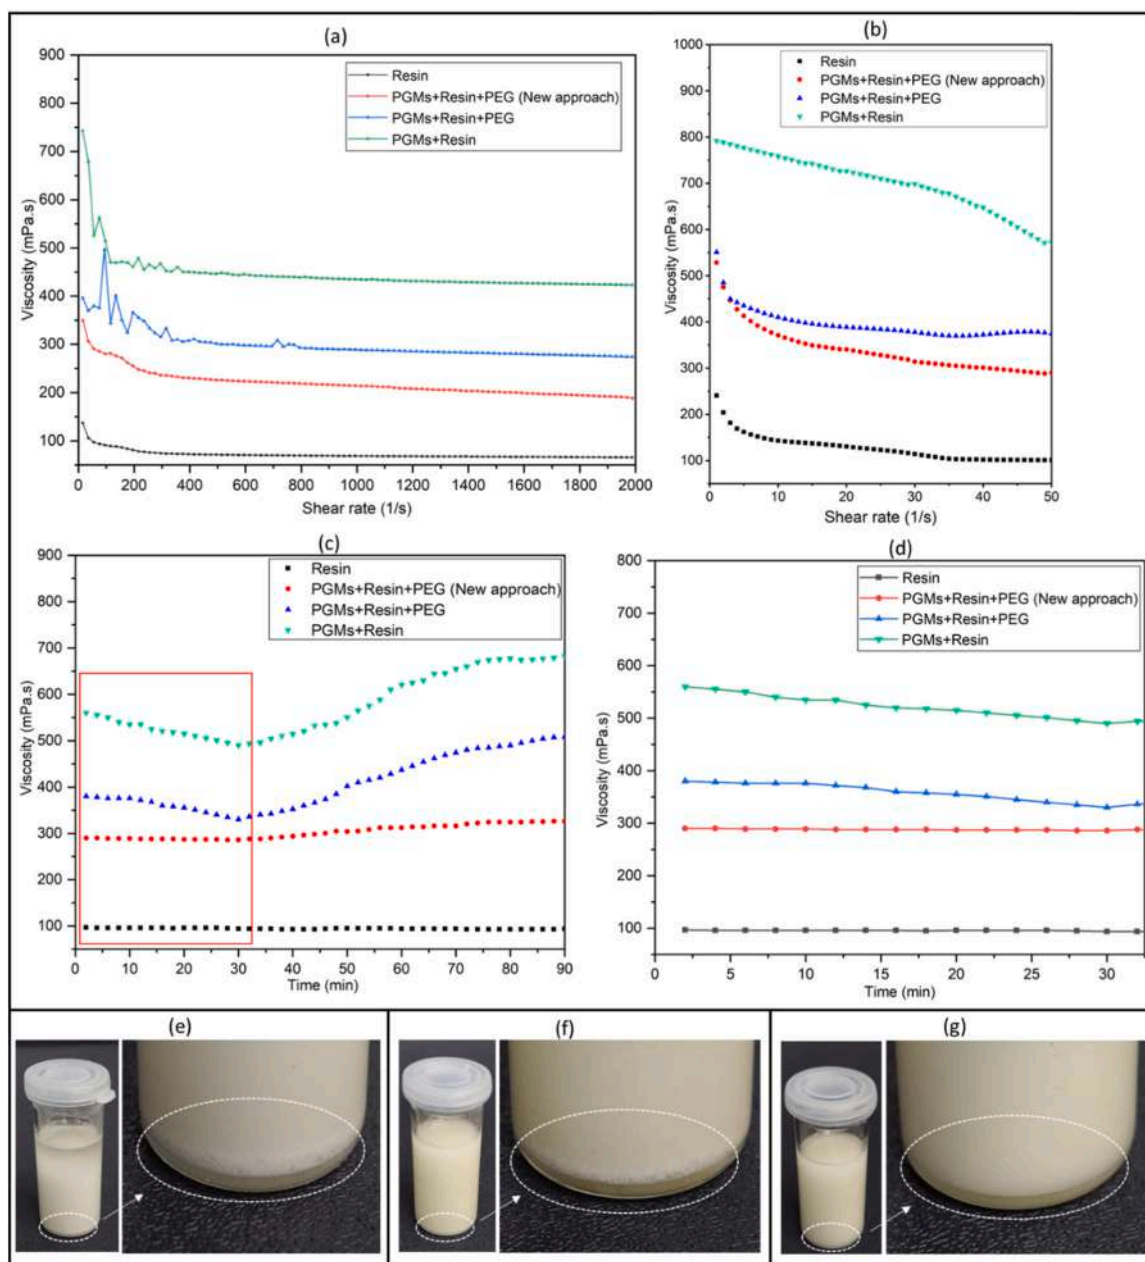 (a)
900
800
700
600
500
400
300
200
100
Viscosity (mPa.s)
0 200 400 600 800 1000 1200 1400 1600 1800 2000
Shear rate (1/s)
Resin
PGMs+Resin+PEG (New approach)
PGMs+Resin+PEG
PGMs+Resin
(b)
1000
900
800
700
600
500
400
300
200
100
Viscosity (mPa.s)
0 10 20 30 40 50
Shear rate (1/s)
Resin
PGMs+Resin+PEG (New approach)
PGMs+Resin+PEG
PGMs+Resin
(c)
900
800
700
600
500
400
300
200
100
Viscosity (mPa.s)
0 10 20 30 40 50 60 70 80 90
Time (min)
Resin
PGMs+Resin+PEG (New approach)
PGMs+Resin+PEG
PGMs+Resin
(d)
800
700
600
500
400
300
200
100
Viscosity (mPa.s)
0 5 10 15 20 25 30
Time (min)
Resin
PGMs+Resin+PEG (New approach)
PGMs+Resin+PEG
PGMs+Resin
(e)
(f)
(g)